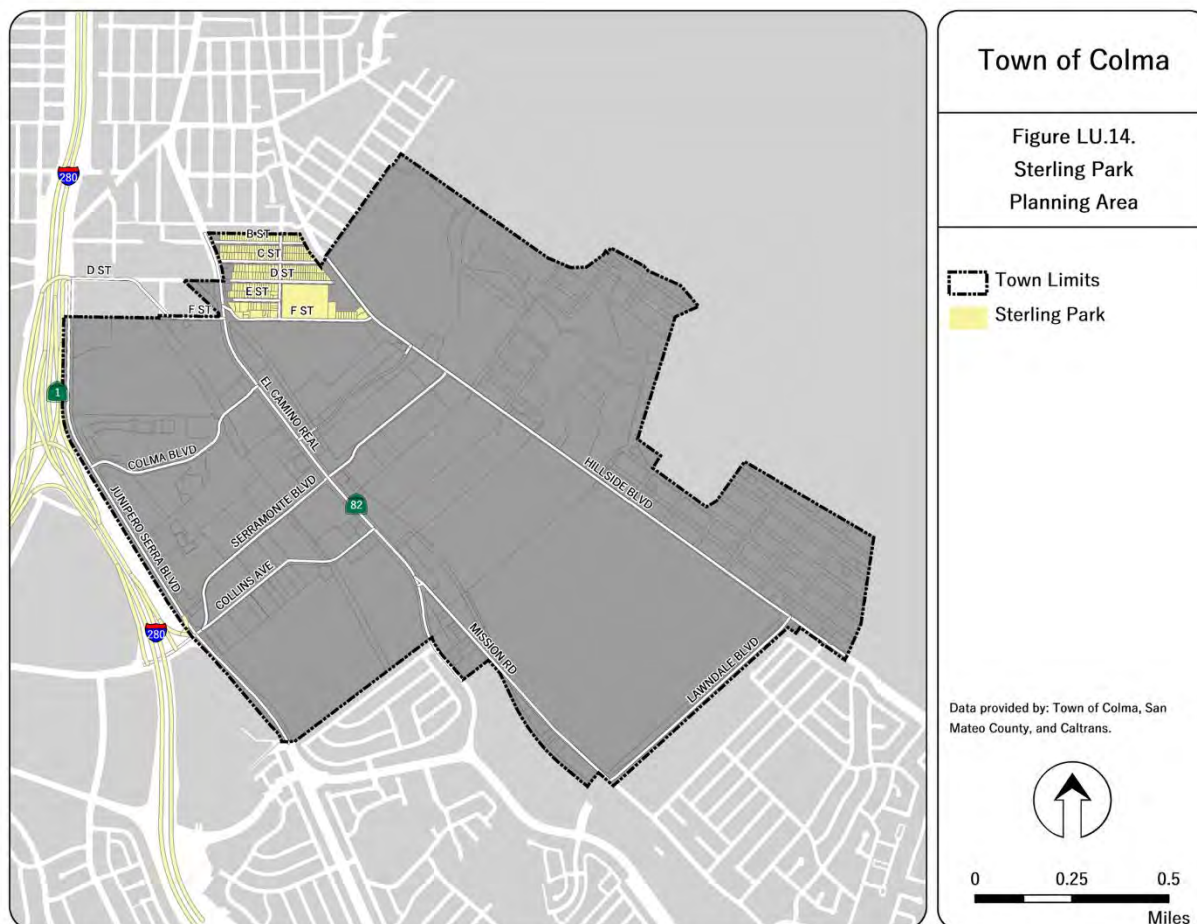 Town of Colma
Figure LU.14.
Sterling Park
Planning Area
Town Limits
Sterling Park
Data provided by: Town of Colma, San
Mateo County, and Caltrans.
0 0.25 0.5
Miles
280
B ST
C ST
D ST
D ST
E ST
F ST
F ST
1
EL CAMINO REAL
COLMA BLVD
JUNIPERO SERRA BLVD
SERRAMONTE BLVD
82
HILLSIDE BLVD
COLLINS AVE
280
MISSION RD
LAWNDALE BLVD